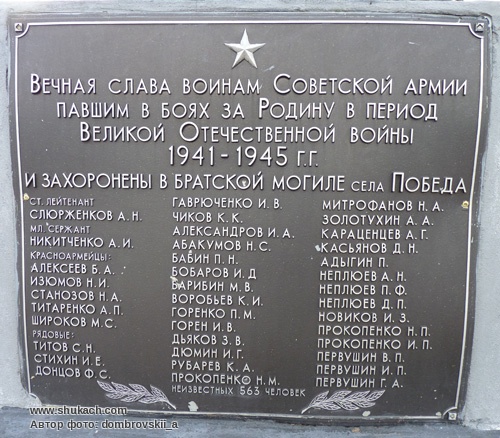 Вечная слава воинам Советской армии
павшим в боях за Родину в период
Великой Отечественной войны
1941-1945 г.г.
и захоронены в братской могиле села Победа
ст. лейтенант
Слюрженков А.Н.
мл. сержант
Никитченко А.И.
красноармейцы:
Алексеев Б.А.
Изюмов Н.И.
Станозов Н.А.
Титаренко А.П.
Широков М.С.
рядовые:
Титов С.Н.
Стихин И.Е.
Донцов Ф.С.
Гаврюченко И.В.
Чиков К.К.
Александров И.А.
Абакумов Н.С.
Бабин П.Н.
Бобаров И.Д
Барибин М.В.
Воробьев К.И.
Горенко П.М.
Горен И.В.
Дьяков З.В.
Дюмин И.Г.
Рубарев К.А.
Прокопенко Н.М.
неизвестных 563 человек
Митрофанов Н.А.
Золотухин А.А.
Караценцев А.Г.
Касьянов Д.Н.
Адыгин П.
Неплюев А.Н.
Неплюев П.Ф.
Неплюев Д.П.
Новиков И.З.
Прокопенко Н.П.
Прокопенко И.П.
Первушин В.П.
Первушин И.П.
Первушин Г.А.
www.shukach.com
Автор фото: dombrovskii_a